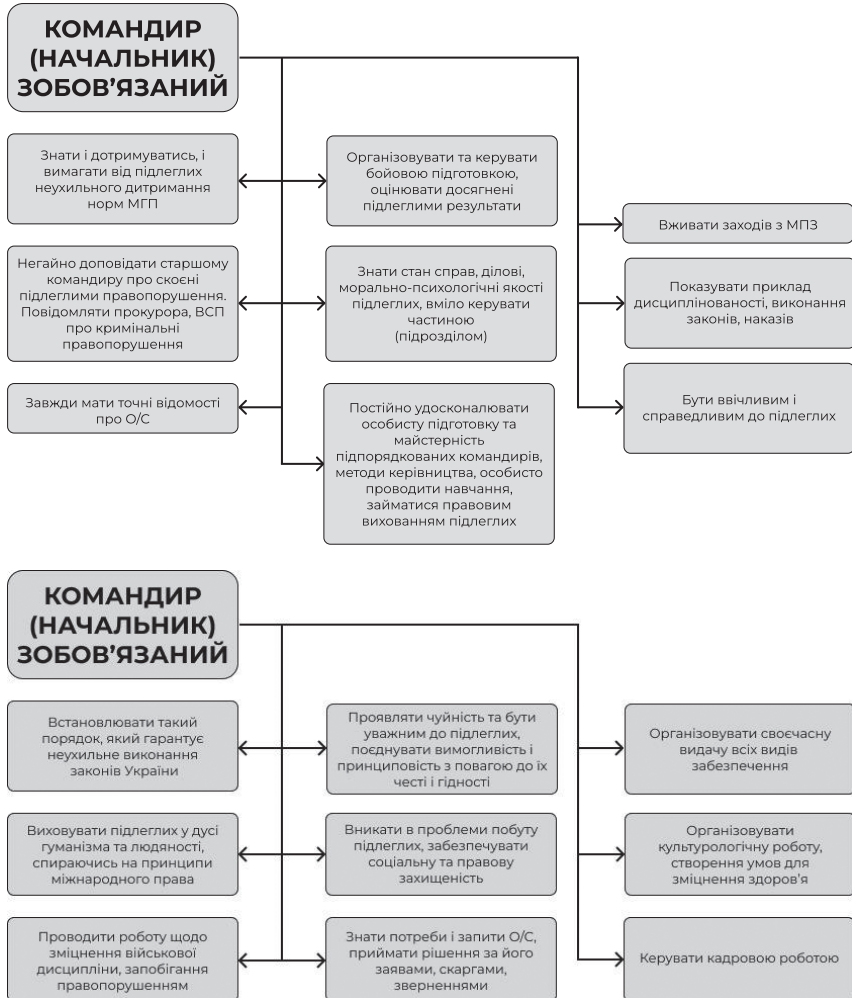 КОМАНДИР
(НАЧАЛЬНИК)
ЗОБОВ’ЯЗАНИЙ
Знати і дотримуватись, і
вимагати від підлеглих
неухильного дитримання
норм МГП
Негайно доповідати старшому
командиру про скоєні
підлеглими правопорушення.
Повідомляти прокурора, ВСП
про кримінальні
правопорушення
Завжди мати точні відомості
про О/С
Організовувати та керувати
бойовою підготовкою,
оцінювати досягнені
підлеглими результати
Знати стан справ, ділові,
морально-психологічні якості
підлеглих, вміло керувати
частиною
(підрозділом)
Постійно удосконалювати
особисту підготовку та
майстерність
підпорядкованих командирів,
методи керівництва, особисто
проводити навчання,
займатися правовим
вихованням підлеглих
Вживати заходів з МПЗ
Показувати приклад
дисциплінованості, виконання
законів, наказів
Бути ввічливим і
справедливим до підлеглих
КОМАНДИР
(НАЧАЛЬНИК)
ЗОБОВ’ЯЗАНИЙ
Встановлювати такий
порядок, який гарантує
неухильне виконання
законів України
Виховувати підлеглих у дусі
гуманізма та людяності,
спираючись на принципи
міжнародного права
Проводити роботу щодо
зміцнення військової
дисципліни, запобігання
правопорушенням
Проявляти чуйність та бути
уважним до підлеглих,
поєднувати вимогливість і
принциповість з повагою до їх
честі і гідності
Вникати в проблеми побуту
підлеглих, забезпечувати
соціальну та правову
захищеність
Знати потреби і запити О/С,
приймати рішення за його
заявами, скаргами,
зверненнями
Організовувати своєчасну
видачу всіх видів
забезпечення
Організовувати
культурологічну роботу,
створення умов для
зміцнення здоров’я
Керувати кадровою роботою